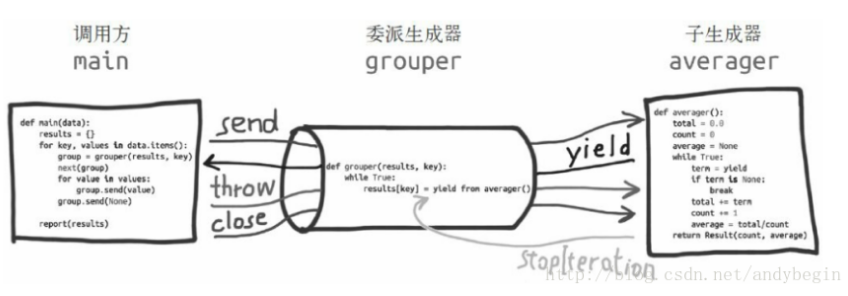 调用方
main
委派生成器
grouper
子生成器
averager
def main(data):
results = {}
for key, values in data.items():
group = grouper(results, key)
next(group)
for value in values:
group.send(value)
group.send(None)
report(results)
send
throw
close
def grouper(results, key):
while True:
results[key] = yield from averager()
yield
StopIteration
def averager():
total = 0.0
count = 0
average = None
while True:
term = yield
if term is None:
break
total += term
count += 1
average = total/count
return Result(count, average)
http://blog.csdn.net/andybegin